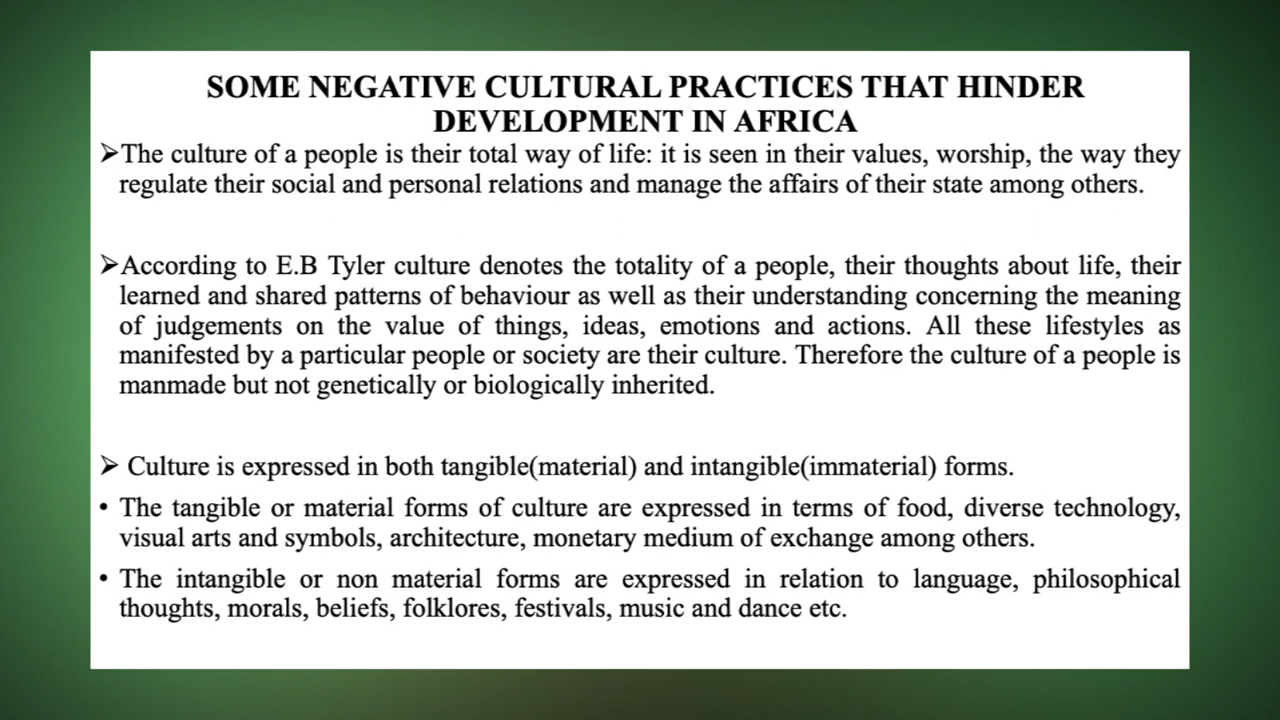 SOME NEGATIVE CULTURAL PRACTICES THAT HINDER
DEVELOPMENT IN AFRICA
➢The culture of a people is their total way of life: it is seen in their values, worship, the way they
regulate their social and personal relations and manage the affairs of their state among others.
➢According to E.B Tyler culture denotes the totality of a people, their thoughts about life, their
learned and shared patterns of behaviour as well as their understanding concerning the meaning
of judgements on the value of things, ideas, emotions and actions. All these lifestyles as
manifested by a particular people or society are their culture. Therefore the culture of a people is
manmade but not genetically or biologically inherited.
➢ Culture is expressed in both tangible(material) and intangible(immaterial) forms.
• The tangible or material forms of culture are expressed in terms of food, diverse technology,
visual arts and symbols, architecture, monetary medium of exchange among others.
• The intangible or non material forms are expressed in relation to language, philosophical
thoughts, morals, beliefs, folklores, festivals, music and dance etc.